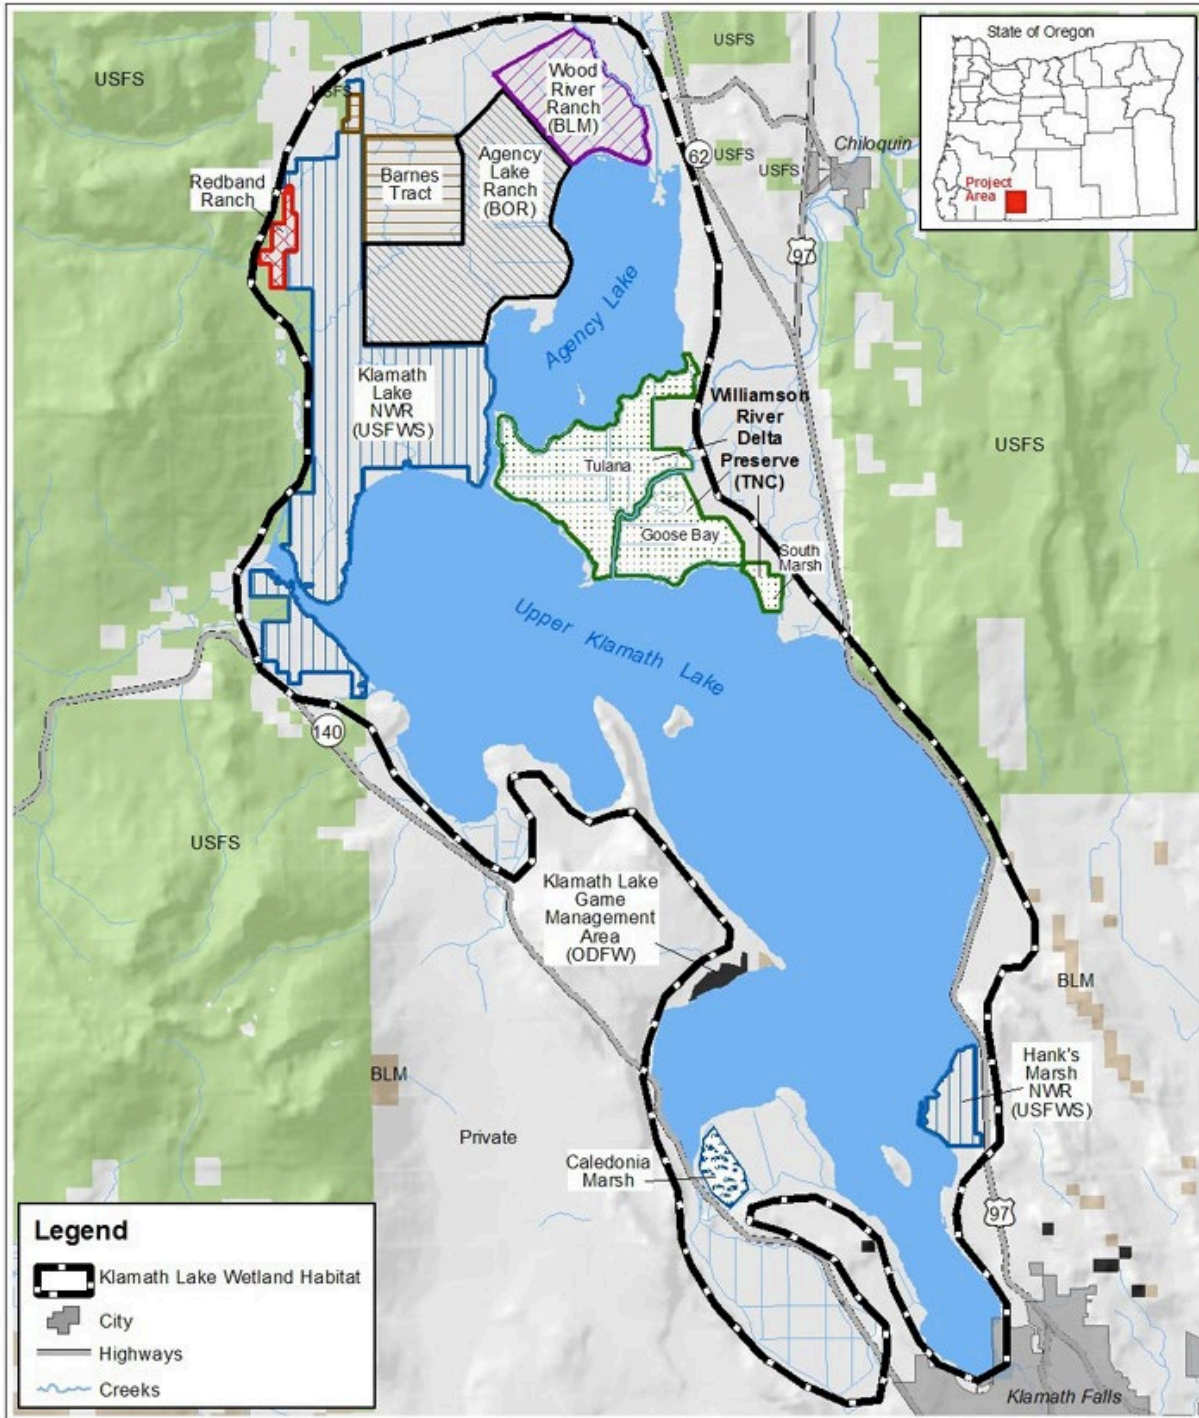 State of Oregon
Project
Area
USFS
USFS
USFS
Wood
River
Ranch
(BLM)
62
USFS
USFS
Chiloquin
Redband
Ranch
Barnes
Tract
Agency
Lake
Ranch
(BOR)
97
Agency Lake
Klamath
Lake
NWR
(USFWS)
Williamson
River
Delta
Preserve
(TNC)
USFS
Tulana
Goose Bay
South
Marsh
Upper Klamath Lake
140
USFS
Klamath Lake
Game
Management
Area
(ODFW)
BLM
BLM
Hank's
Marsh
NWR
(USFWS)
Private
Caledonia
Marsh
97
Klamath Falls
Legend
Klamath Lake Wetland Habitat
City
Highways
Creeks